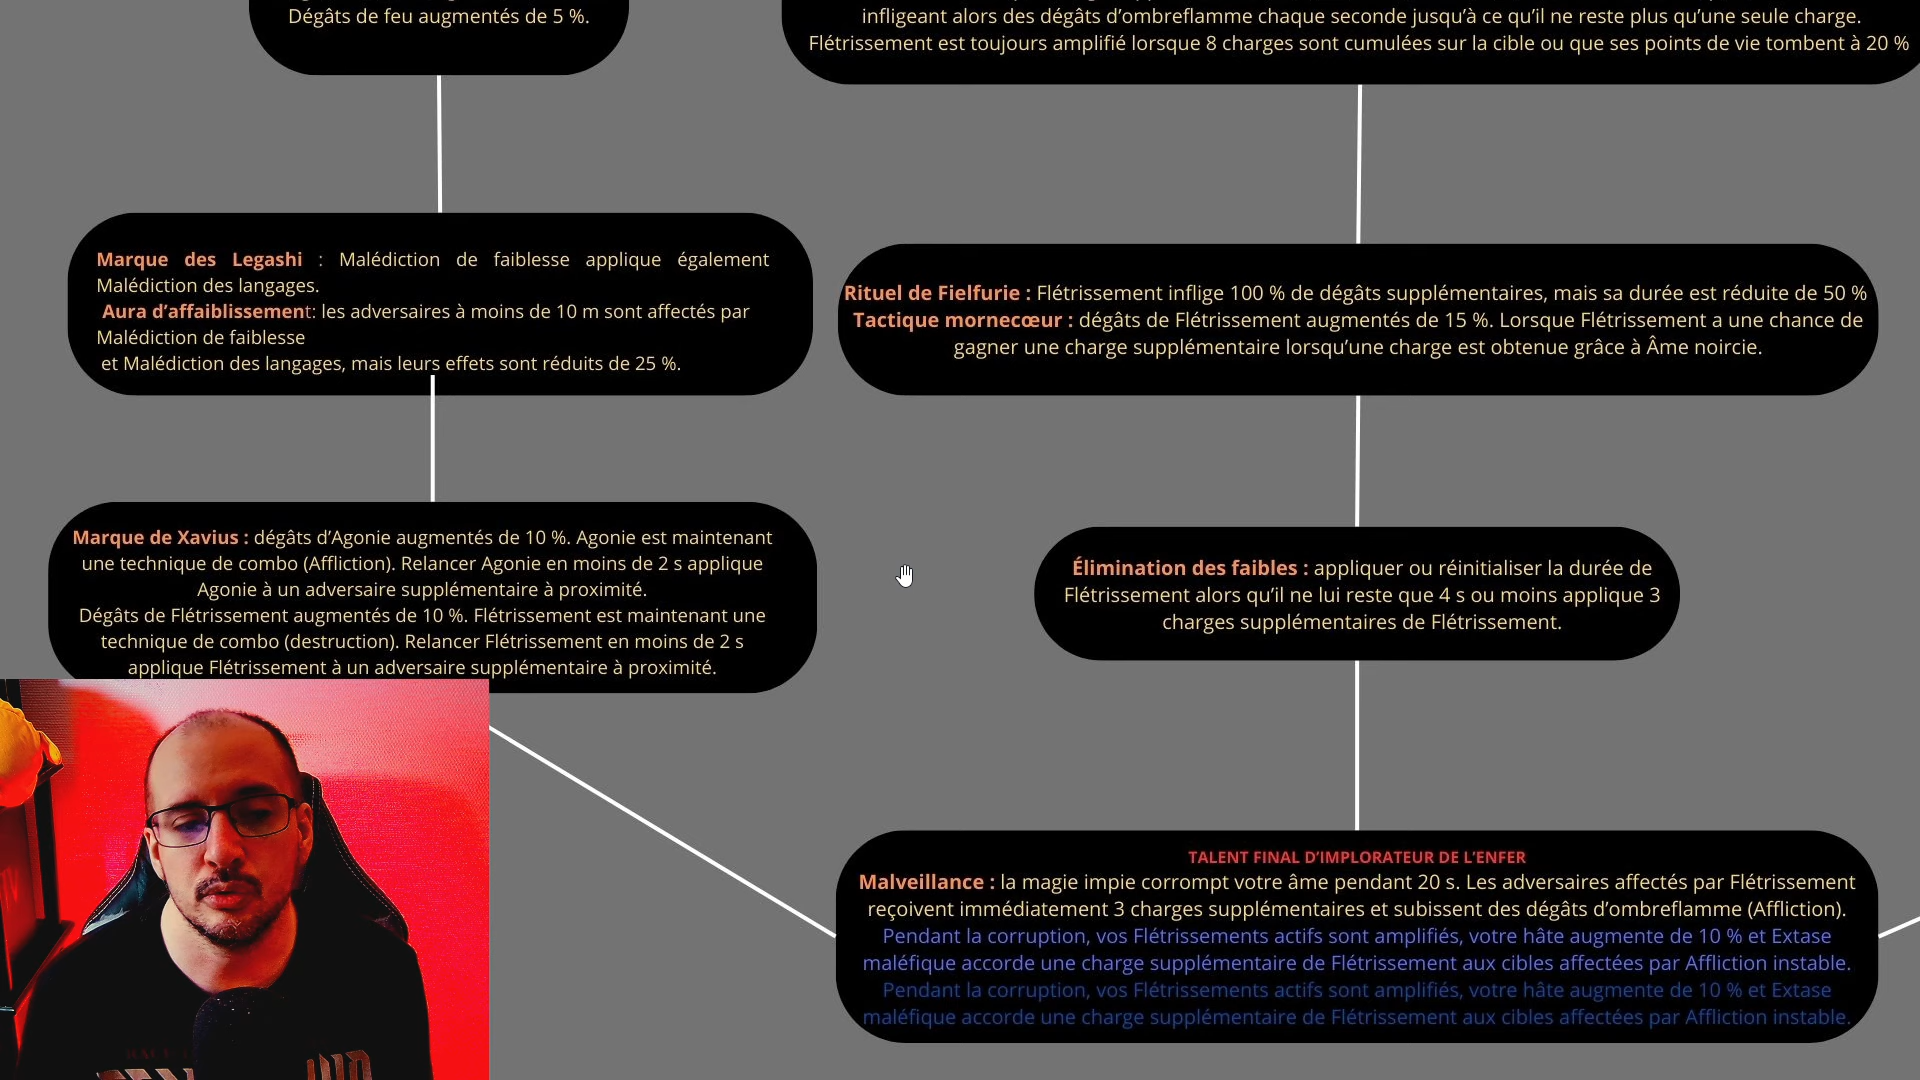 Dégâts de feu augmentés de 5 %.
infligeant alors des dégâts d’ombreflamme chaque seconde jusqu’à ce qu’il ne reste plus qu’une seule charge.
Flétrissement est toujours amplifié lorsque 8 charges sont cumulées sur la cible ou que ses points de vie tombent à 20 %
Marque des Legashi : Malédiction de faiblesse applique également
Malédiction des langages.
Aura d’affaiblissement: les adversaires à moins de 10 m sont affectés par
Malédiction de faiblesse
et Malédiction des langages, mais leurs effets sont réduits de 25 %.
Rituel de Fielfurie : Flétrissement inflige 100 % de dégâts supplémentaires, mais sa durée est réduite de 50 %
Tactique mornecœur : dégâts de Flétrissement augmentés de 15 %. Lorsque Flétrissement a une chance de
gagner une charge supplémentaire lorsqu’une charge est obtenue grâce à Âme noircie.
Marque de Xavius : dégâts d’Agonie augmentés de 10 %. Agonie est maintenant
une technique de combo (Affliction). Relancer Agonie en moins de 2 s applique
Agonie à un adversaire supplémentaire à proximité.
Dégâts de Flétrissement augmentés de 10 %. Flétrissement est maintenant une
technique de combo (destruction). Relancer Flétrissement en moins de 2 s
applique Flétrissement à un adversaire supplémentaire à proximité.
Élimination des faibles : appliquer ou réinitialiser la durée de
Flétrissement alors qu’il ne lui reste que 4 s ou moins applique 3
charges supplémentaires de Flétrissement.
TALENT FINAL D’IMPLORATEUR DE L’ENFER
Malveillance : la magie impie corrompt votre âme pendant 20 s. Les adversaires affectés par Flétrissement
reçoivent immédiatement 3 charges supplémentaires et subissent des dégâts d’ombreflamme (Affliction).
Pendant la corruption, vos Flétrissements actifs sont amplifiés, votre hâte augmente de 10 % et Extase
maléfique accorde une charge supplémentaire de Flétrissement aux cibles affectées par Affliction instable.
Pendant la corruption, vos Flétrissements actifs sont amplifiés, votre hâte augmente de 10 % et Extase
maléfique accorde une charge supplémentaire de Flétrissement aux cibles affectées par Affliction instable.